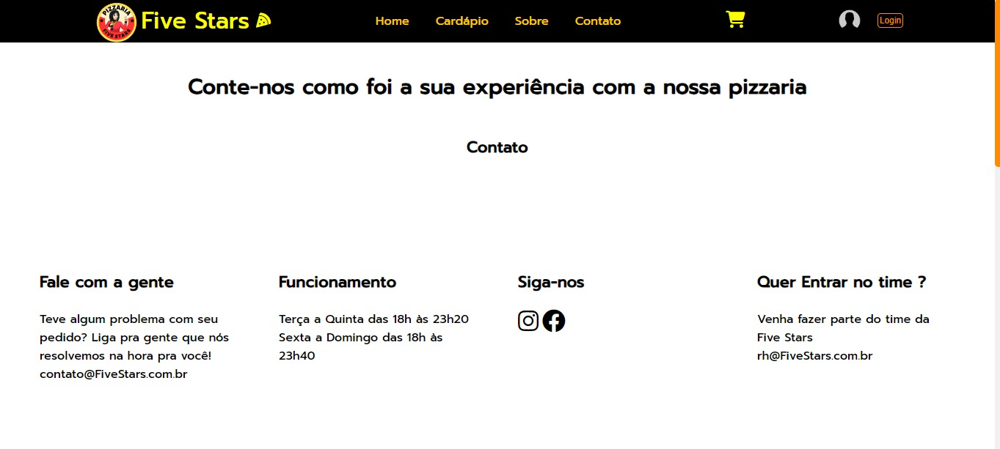 PIZZARIA
FIVE STARS
Five Stars
Home
Cardápio
Sobre
Contato
Login
Conte-nos como foi a sua experiência com a nossa pizzaria
Contato
Fale com a gente
Teve algum problema com seu
pedido? Liga pra gente que nós
resolvemos na hora pra você!
contato@FiveStars.com.br
Funcionamento
Terça a Quinta das 18h às 23h20
Sexta a Domingo das 18h às
23h40
Siga-nos
Quer Entrar no time ?
Venha fazer parte do time da
Five Stars
rh@FiveStars.com.br